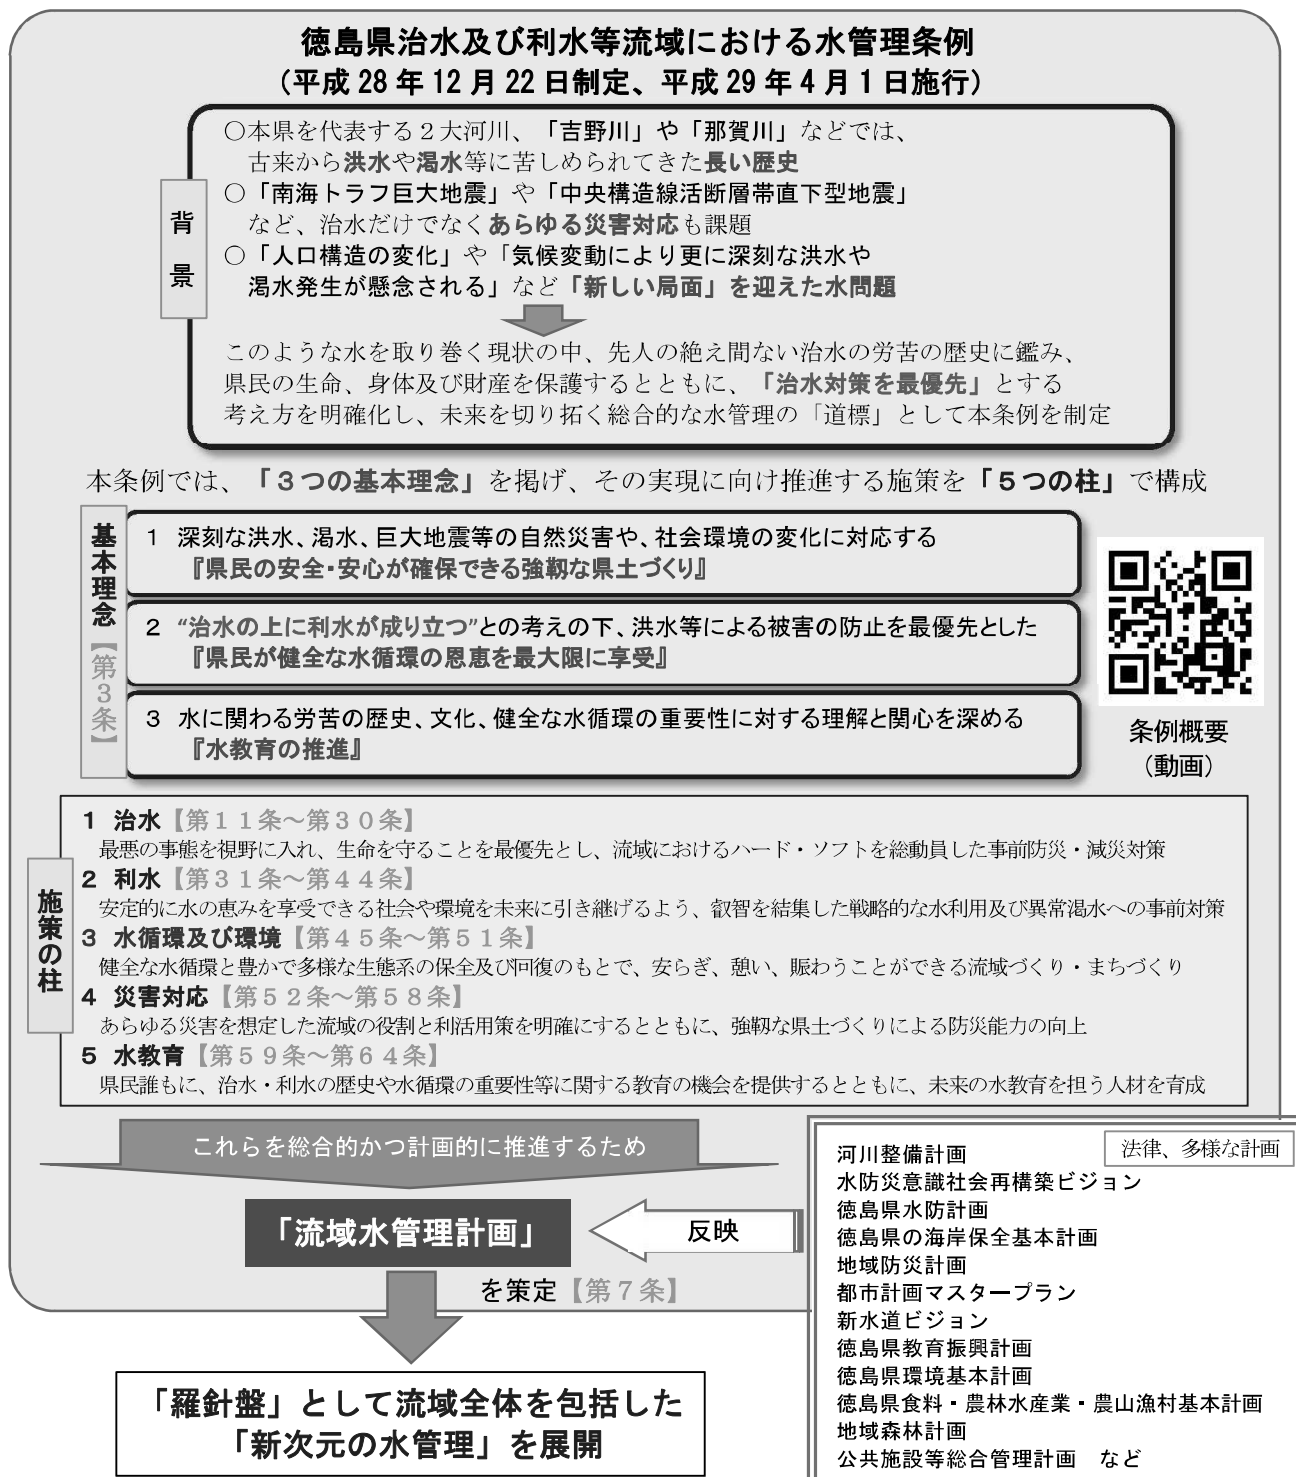 徳島県治水及び利水等流域における水管理条例
（平成28年12月22日制定、平成29年4月1日施行）
背景
○本県を代表する２大河川、「吉野川」や「那賀川」などでは、
古来から洪水や渇水等に苦しめられてきた長い歴史
○「南海トラフ巨大地震」や「中央構造線活断層帯直下型地震」
など、治水だけでなくあらゆる災害対応も課題
○「人口構造の変化」や「気候変動により更に深刻な洪水や
渇水発生が懸念される」など「新しい局面」を迎えた水問題
このような水を取り巻く現状の中、先人の絶え間ない治水の労苦の歴史に鑑み、
県民の生命、身体及び財産を保護するとともに、「治水対策を最優先」とする
考え方を明確化し、未来を切り拓く総合的な水管理の「道標」として本条例を制定
本条例では、「３つの基本理念」を掲げ、その実現に向け推進する施策を「５つの柱」で構成
基本理念【第３条】
1 深刻な洪水、渇水、巨大地震等の自然災害や、社会環境の変化に対応する
『県民の安全・安心が確保できる強靱な県土づくり』
2 “治水の上に利水が成り立つ”との考えの下、洪水等による被害の防止を最優先とした
『県民が健全な水循環の恩恵を最大限に享受』
3 水に関わる労苦の歴史、文化、健全な水循環の重要性に対する理解と関心を深める
『水教育の推進』
条例概要
（動画）
施策の柱
1 治水【第１１条～第３０条】
最悪の事態を視野に入れ、生命を守ることを最優先とし、流域におけるハード・ソフトを総動員した事前防災・減災対策
2 利水【第３１条～第４４条】
安定的に水の恵みを享受できる社会や環境を未来に引き継げるよう、叡智を結集した戦略的な水利用及び異常渇水への事前対策
3 水循環及び環境【第４５条～第５１条】
健全な水循環と豊かで多様な生態系の保全及び回復のもとで、安らぎ、憩い、賑わうことができる流域づくり・まちづくり
4 災害対応【第５２条～第５８条】
あらゆる災害を想定した流域の役割と利活用策を明確にするとともに、強靱な県土づくりによる防災能力の向上
5 水教育【第５９条～第６４条】
県民誰もに、治水・利水の歴史や水循環の重要性等に関する教育の機会を提供するとともに、未来の水教育を担う人材を育成
これらを総合的かつ計画的に推進するため
「流域水管理計画」
反映
を策定【第７条】
「羅針盤」として流域全体を包括した
「新次元の水管理」を展開
法律、多様な計画
河川整備計画
水防災意識社会再構築ビジョン
徳島県水防計画
徳島県の海岸保全基本計画
地域防災計画
都市計画マスタープラン
新水道ビジョン
徳島県教育振興計画
徳島県環境基本計画
徳島県食料・農林水産業・農山漁村基本計画
地域森林計画
公共施設等総合管理計画　など